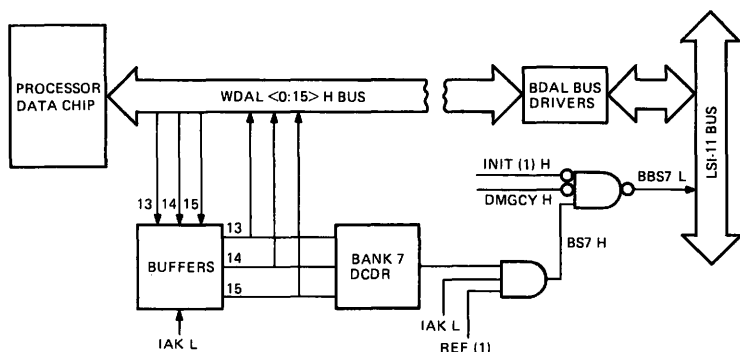 PROCESSOR
DATA CHIP
WDAL <0:15> H BUS
BDAL BUS
DRIVERS
LSI-11 BUS
INIT (1) H
DMGCY H
BBS7 L
13
14
15
BUFFERS
13
14
15
BANK 7
DCDR
BS7 H
IAK L
IAK L
REF (1)